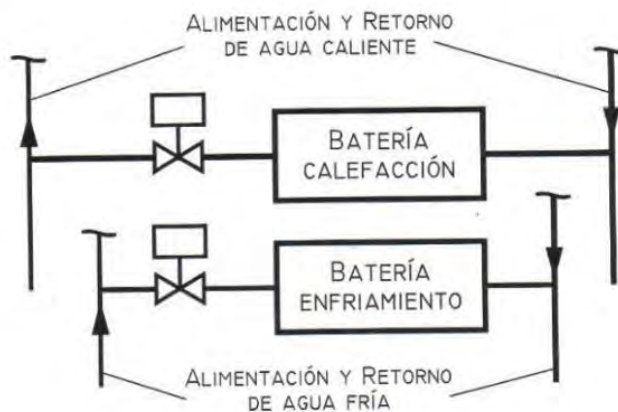 ALIMENTACIÓN Y RETORNO
DE AGUA CALIENTE
BATERÍA
CALEFACCIÓN
BATERÍA
ENFRIAMIENTO
ALIMENTACIÓN Y RETORNO
DE AGUA FRÍA